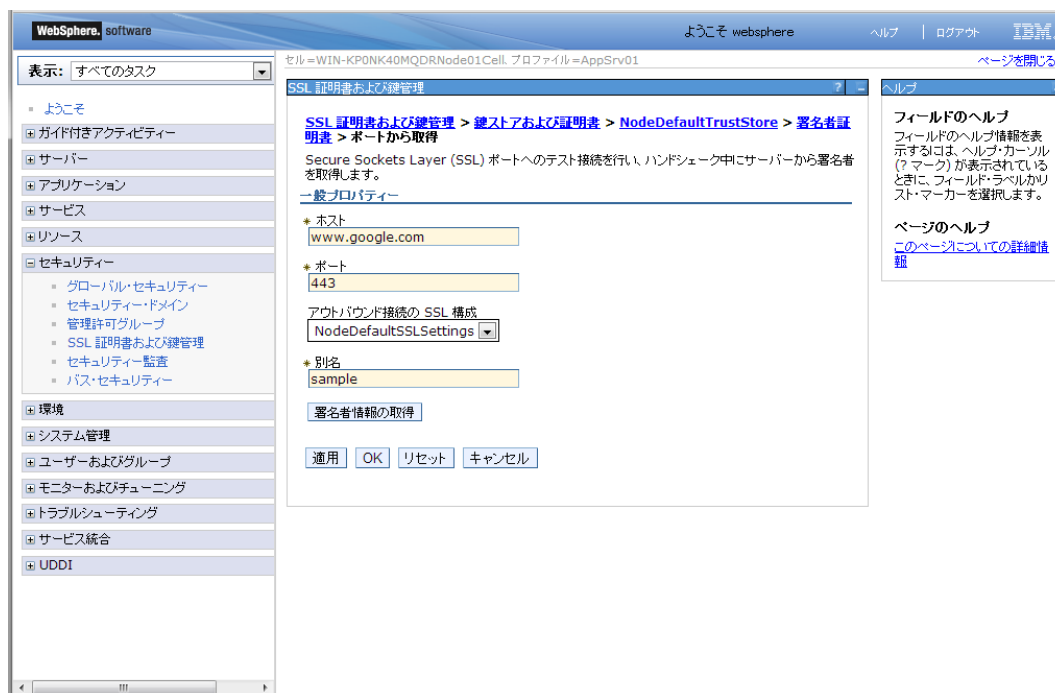 WebSphere. software
ようこそ websphere
ヘルプ | ログアウト
IBM.
表示: すべてのタスク
セル=WIN-KP0NK40MQDRNode01Cell, プロファイル=AppSrv01
ページを閉じる
ようこそ
ガイド付きアクティビティー
サーバー
アプリケーション
サービス
リソース
セキュリティー
グローバル・セキュリティー
セキュリティー・ドメイン
管理許可グループ
SSL 証明書および鍵管理
セキュリティー監査
バス・セキュリティー
環境
システム管理
ユーザーおよびグループ
モニターおよびチューニング
トラブルシューティング
サービス統合
UDDI
SSL 証明書および鍵管理
? -
SSL 証明書および鍵管理 > 鍵ストアおよび証明書 > NodeDefaultTrustStore > 署名者証
明書 > ポートから取得
Secure Sockets Layer (SSL) ポートへのテスト接続を行い、ハンドシェーク中にサーバーから署名者
を取得します。
一般プロパティー
* ホスト
www.google.com
* ポート
443
アウトバウンド接続の SSL 構成
NodeDefaultSSLSettings
* 別名
sample
署名者情報の取得
適用 OK リセット キャンセル
ヘルプ
フィールドのヘルプ
フィールドのヘルプ情報を表
示するには、ヘルプ・カーソル
(? マーク) が表示されている
ときに、フィールド・ラベルかリ
スト・マーカーを選択します。
ページのヘルプ
このページについての詳細情
報